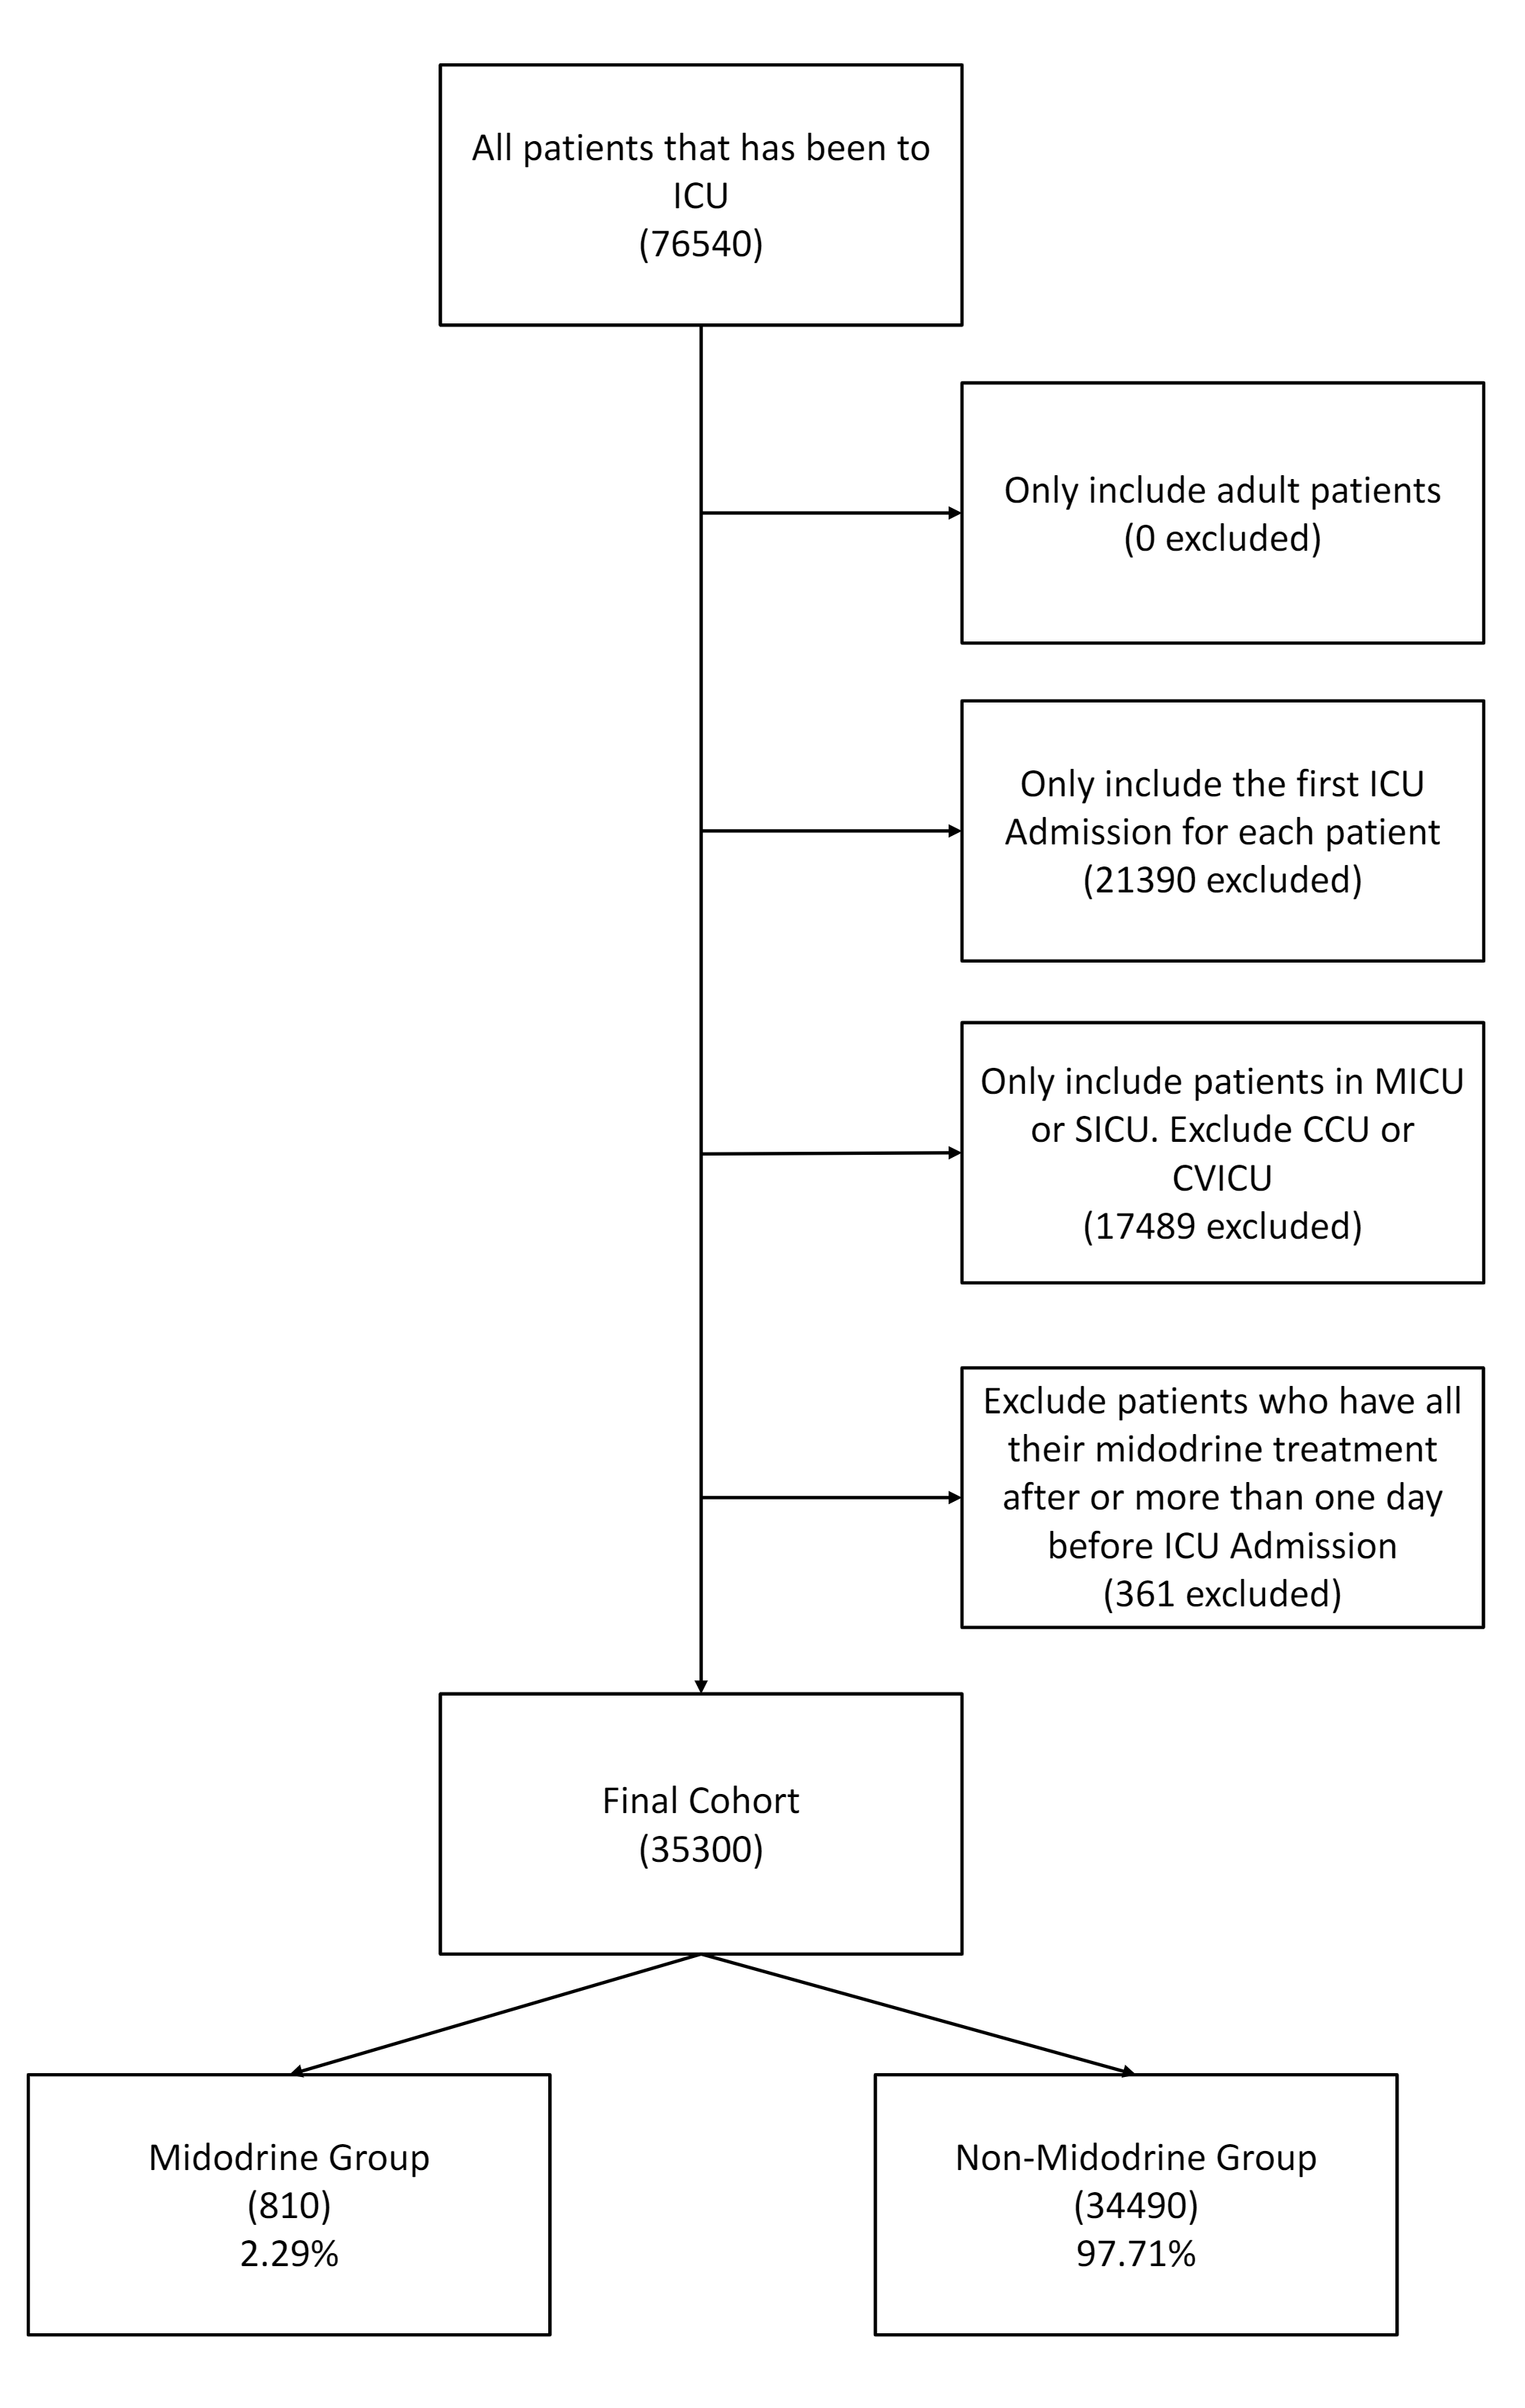 All patients that has been to
ICU
(76540)
Only include adult patients
(0 excluded)
Only include the first ICU
Admission for each patient
(21390 excluded)
Only include patients in MICU
or SICU. Exclude CCU or
CVICU
(17489 excluded)
Exclude patients who have all
their midodrine treatment
after or more than one day
before ICU Admission
(361 excluded)
Final Cohort
(35300)
Midodrine Group
(810)
2.29%
Non-Midodrine Group
(34490)
97.71%